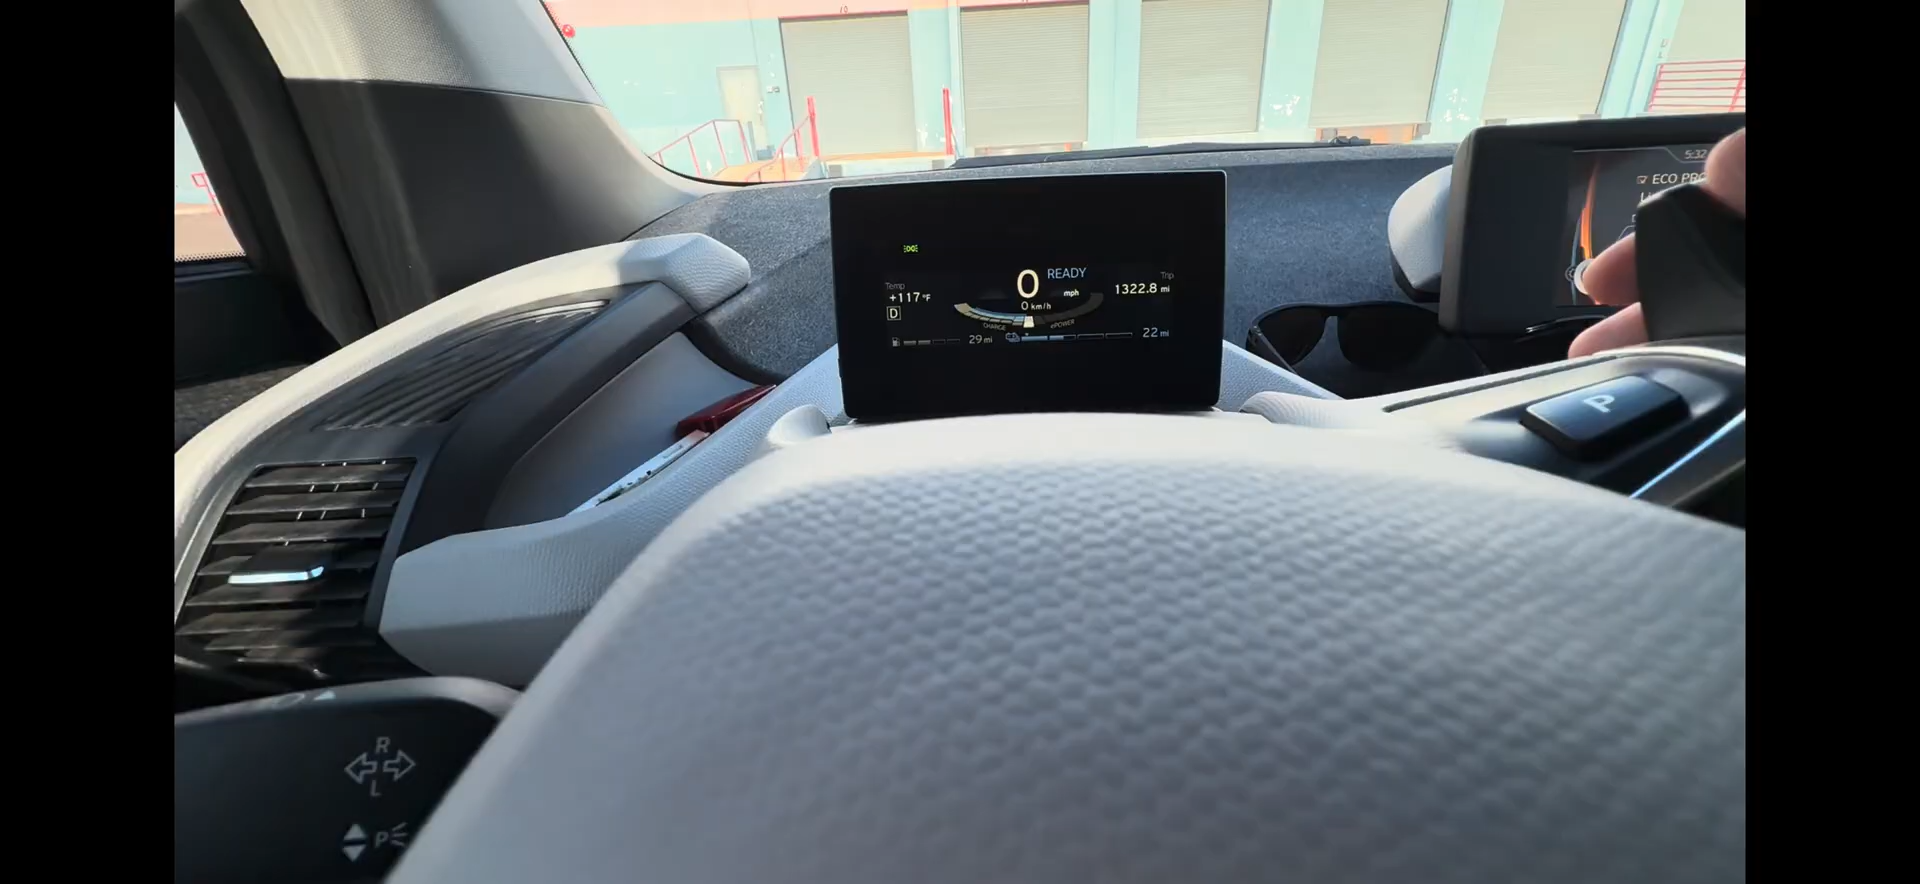 10
5:32
ECO PRO
Temp
+117 °F
D
0
READY
mph
0 km/h
Trip
1322.8 mi
CHARGE
ePOWER
29 mi
22 mi
P
R
L
P